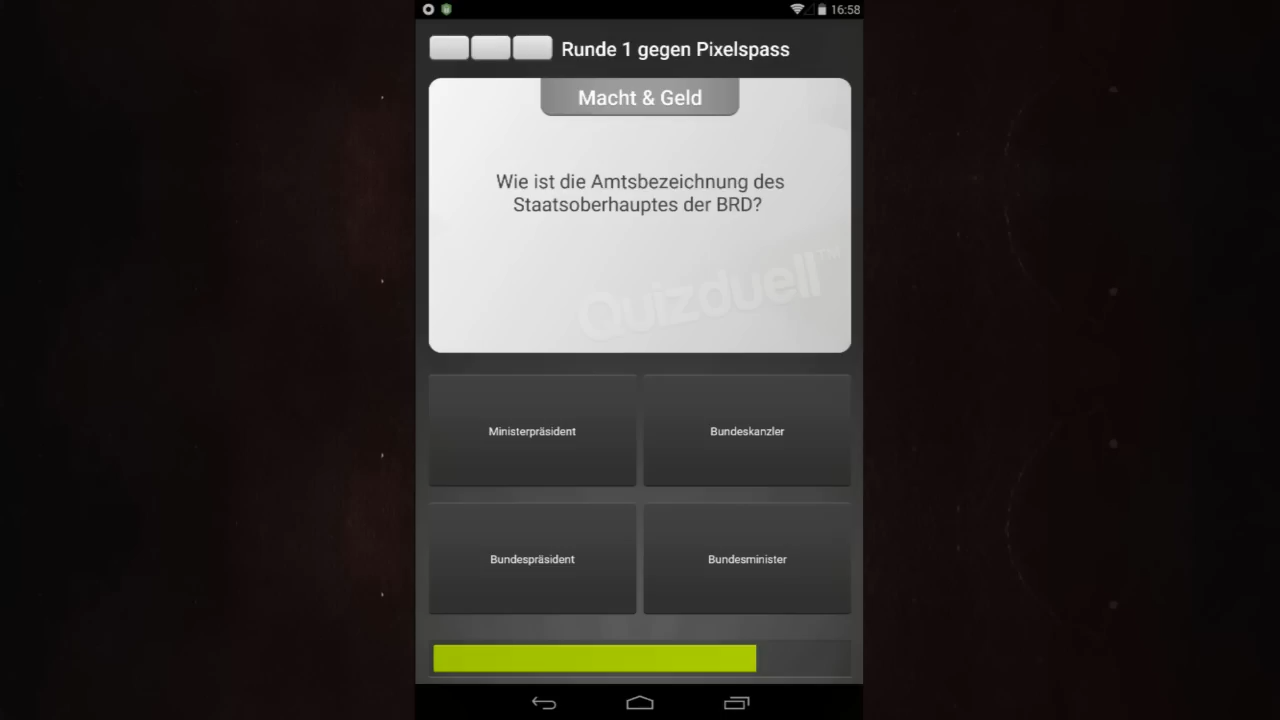 16:58
Runde 1 gegen Pixelspass
Macht & Geld
Wie ist die Amtsbezeichnung des
Staatsoberhauptes der BRD?
Quizduell™
Ministerpräsident
Bundeskanzler
Bundespräsident
Bundesminister